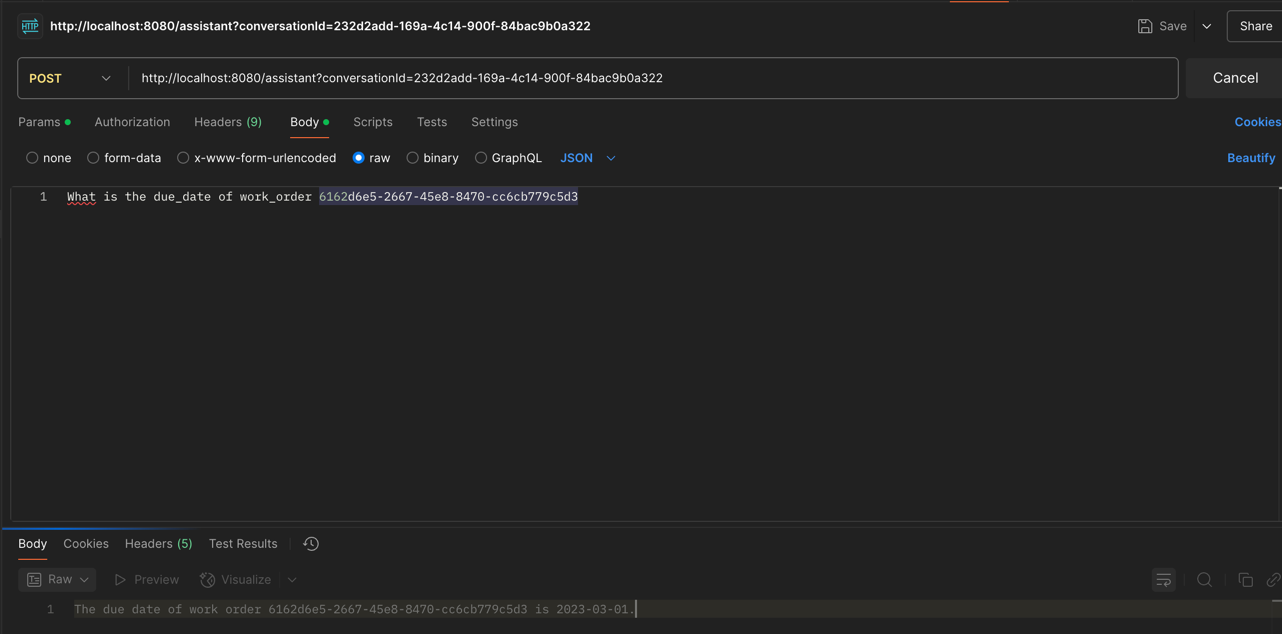 HTTP http://localhost:8080/assistant?conversationId=232d2add-169a-4c14-900f-84bac9b0a322 Save Share
POST http://localhost:8080/assistant?conversationId=232d2add-169a-4c14-900f-84bac9b0a322 Cancel
Params Authorization Headers (9) Body Scripts Tests Settings Cookies
none form-data x-www-form-urlencoded raw binary GraphQL JSON Beautify
1 What is the due_date of work_order 6162d6e5-2667-45e8-8470-cc6cb779c5d3
Body Cookies Headers (5) Test Results
Raw Preview Visualize
1 The due date of work order 6162d6e5-2667-45e8-8470-cc6cb779c5d3 is 2023-03-01.